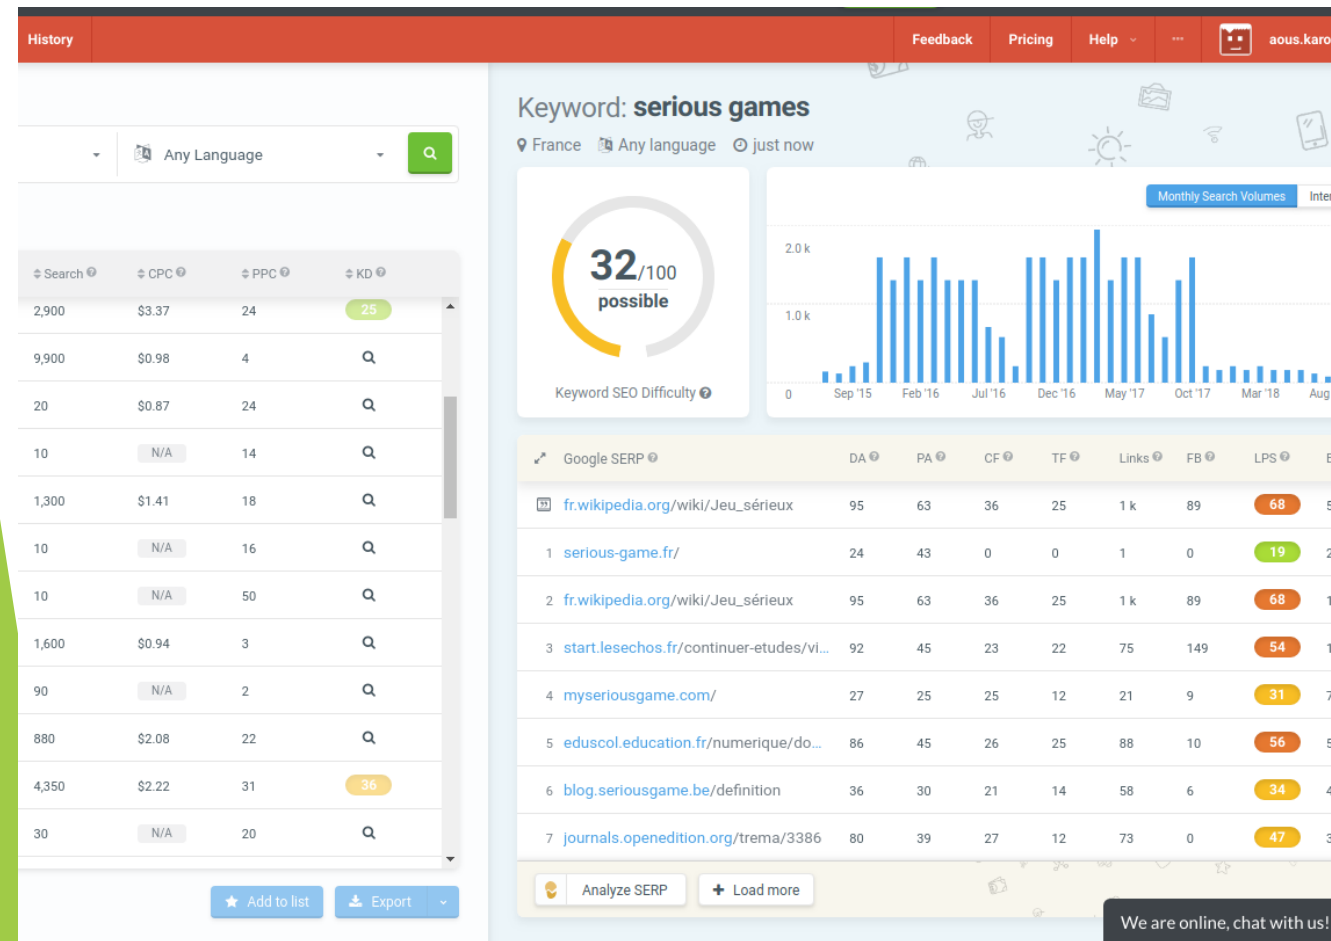 History
Feedback Pricing Help
aous.karo
Any Language
Search CPC PPC KD
2,900 $3.37 24 25
9,900 $0.98 4
20 $0.87 24
10 N/A 14
1,300 $1.41 18
10 N/A 16
10 N/A 50
1,600 $0.94 3
90 N/A 2
880 $2.08 22
4,350 $2.22 31 36
30 N/A 20
Add to list Export
Keyword: serious games
France Any language just now
32/100
possible
Keyword SEO Difficulty
Monthly Search Volumes Inter
2.0 k
1.0 k
0 Sep '15 Feb '16 Jul '16 Dec '16 May '17 Oct '17 Mar '18 Aug
Google SERP DA PA CF TF Links FB LPS E
fr.wikipedia.org/wiki/Jeu_sérieux 95 63 36 25 1 k 89 68 5
1 serious-game.fr/ 24 43 0 0 1 0 19 2
2 fr.wikipedia.org/wiki/Jeu_sérieux 95 63 36 25 1 k 89 68 1
3 start.lesechos.fr/continuer-etudes/vi... 92 45 23 22 75 149 54 1
4 myseriousgame.com/ 27 25 25 12 21 9 31 7
5 eduscol.education.fr/numerique/do... 86 45 26 25 88 10 56 5
6 blog.seriousgame.be/definition 36 30 21 14 58 6 34 4
7 journals.openedition.org/trema/3386 80 39 27 12 73 0 47 3
Analyze SERP + Load more
We are online, chat with us!